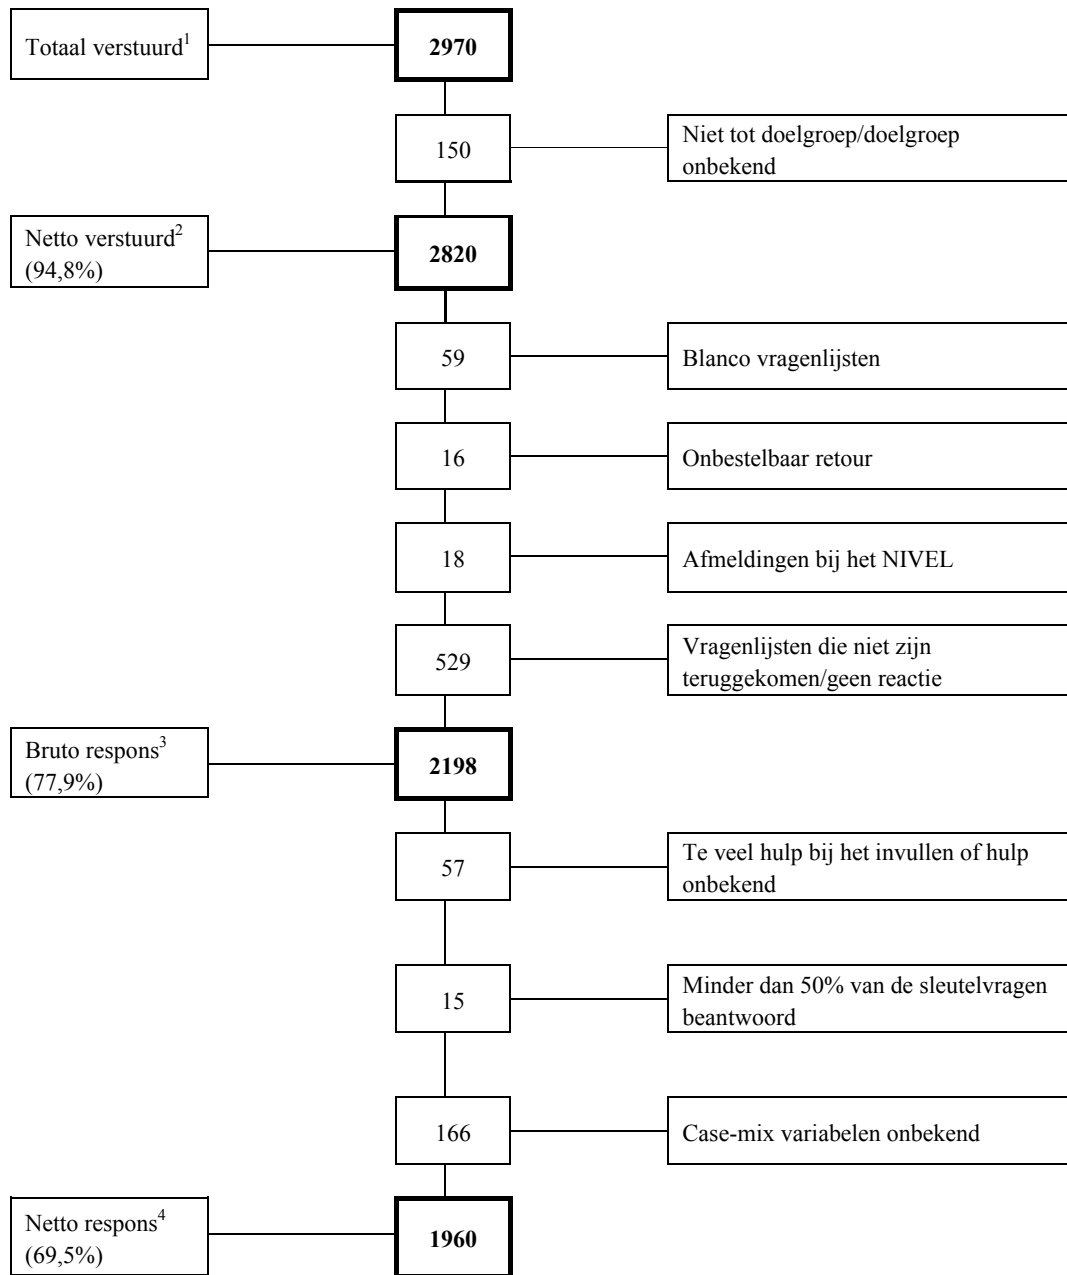 Totaal verstuurd¹
2970
150
Niet tot doelgroep/doelgroep
onbekend
Netto verstuurd²
(94,8%)
2820
59
Blanco vragenlijsten
16
Onbestelbaar retour
18
Afmeldingen bij het NIVEL
529
Vragenlijsten die niet zijn
teruggekomen/geen reactie
Bruto respons³
(77,9%)
2198
57
Te veel hulp bij het invullen of hulp
onbekend
15
Minder dan 50% van de sleutelvragen
beantwoord
166
Case-mix variabelen onbekend
Netto respons⁴
(69,5%)
1960